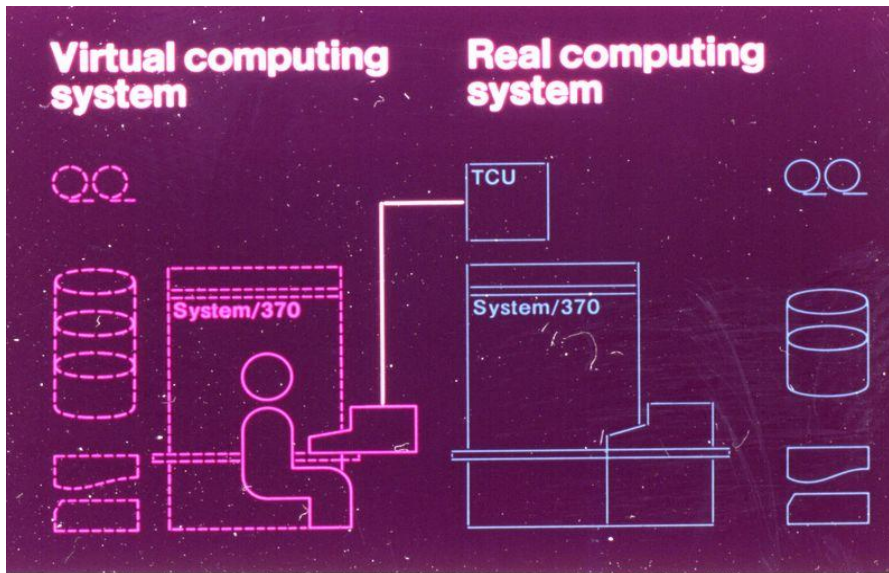 Virtual computing
system
Real computing
system
TCU
System/370
System/370